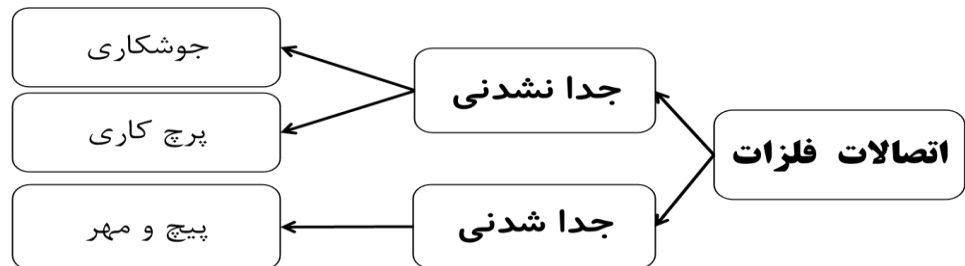 اتصالات فلزات
جدا نشدنی
جوشکاری
پرچ کاری
جدا شدنی
پیچ و مهر